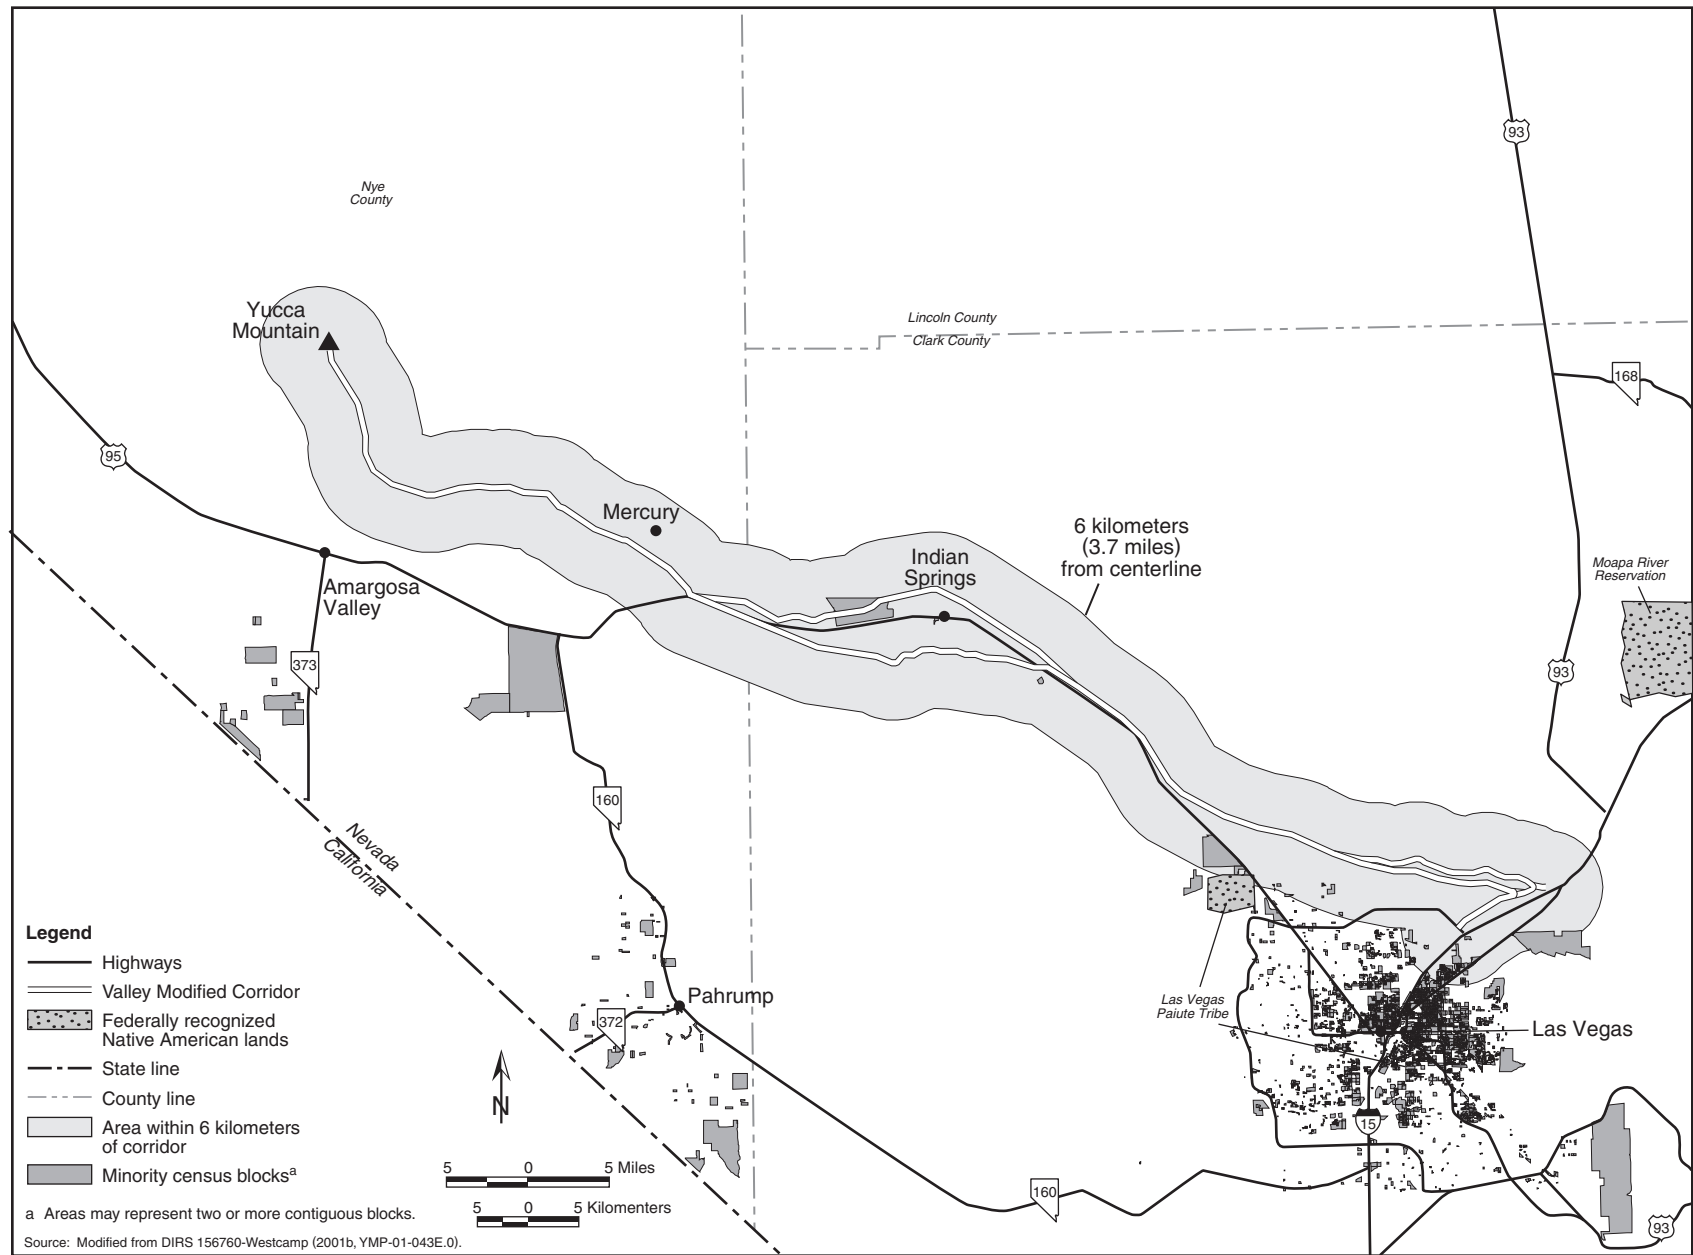 93
Nye
County
Lincoln County
Clark County
Yucca
Mountain
168
95
Mercury
6 kilometers
(3.7 miles)
from centerline
Indian
Springs
Moapa River
Reservation
Amargosa
Valley
373
93
160
Nevada
California
Legend
Highways
Valley Modified Corridor
Federally recognized
Native American lands
State line
County line
Area within 6 kilometers
of corridor
Minority census blocksa
a Areas may represent two or more contiguous blocks.
Source: Modified from DIRS 156760-Westcamp (2001b, YMP-01-043E.0).
Pahrump
372
N
5 0 5 Miles
5 0 5 Kilomenters
Las Vegas
Paiute Tribe
Las Vegas
15
160
93